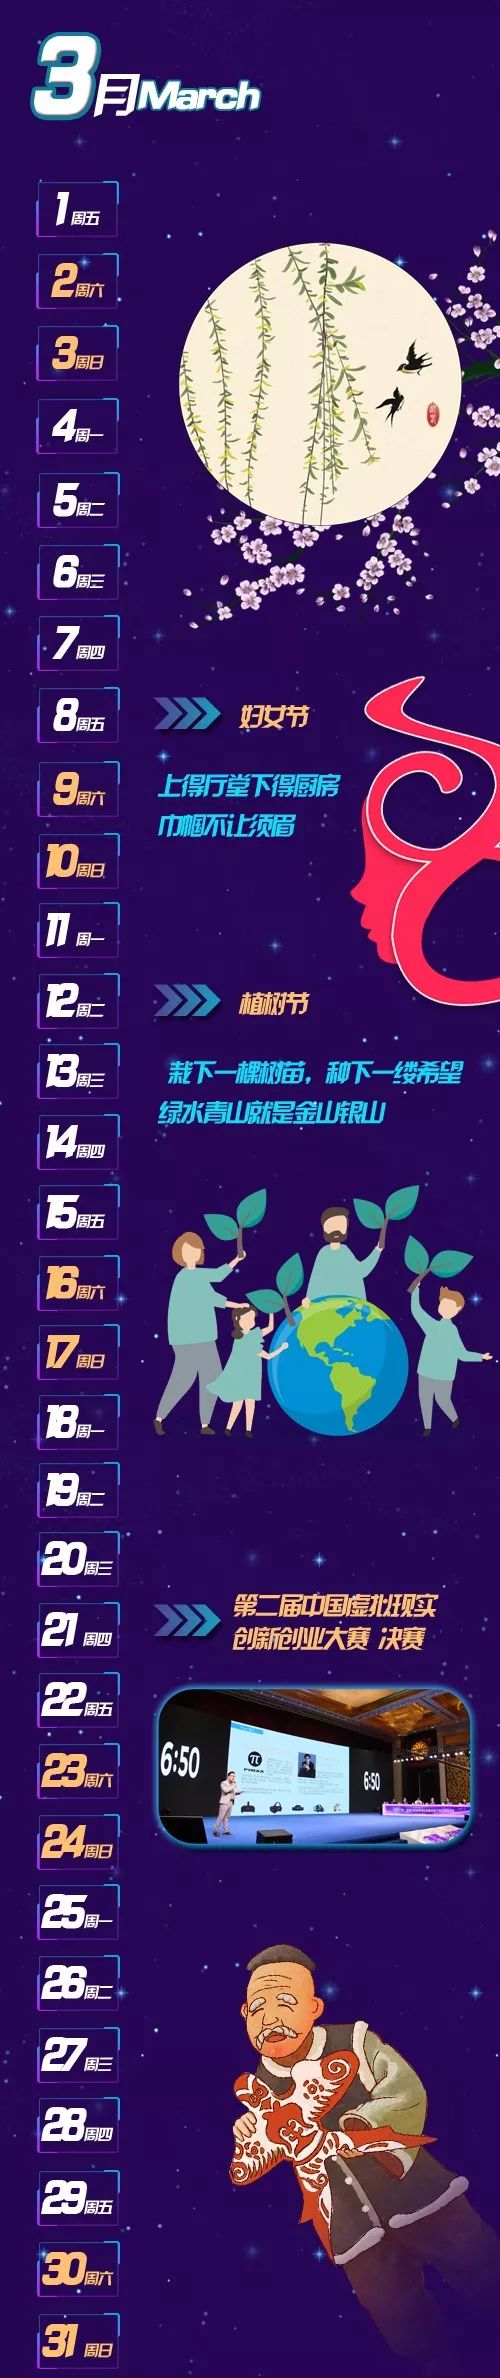 3月March
1周五
2周六
3周日
4周一
5周二
6周三
7周四
8周五
妇女节
9周六
上得厅堂下得厨房
巾帼不让须眉
10周日
11周一
12周二
植树节
13周三
栽下一棵树苗，种下一缕希望
绿水青山就是金山银山
14周四
15周五
16周六
17周日
18周一
19周二
20周三
21周四
第二届中国虚拟现实
创新创业大赛 决赛
22周五
6:50
PIMAX
6:50
23周六
24周日
25周一
26周二
27周三
28周四
29周五
30周六
31周日